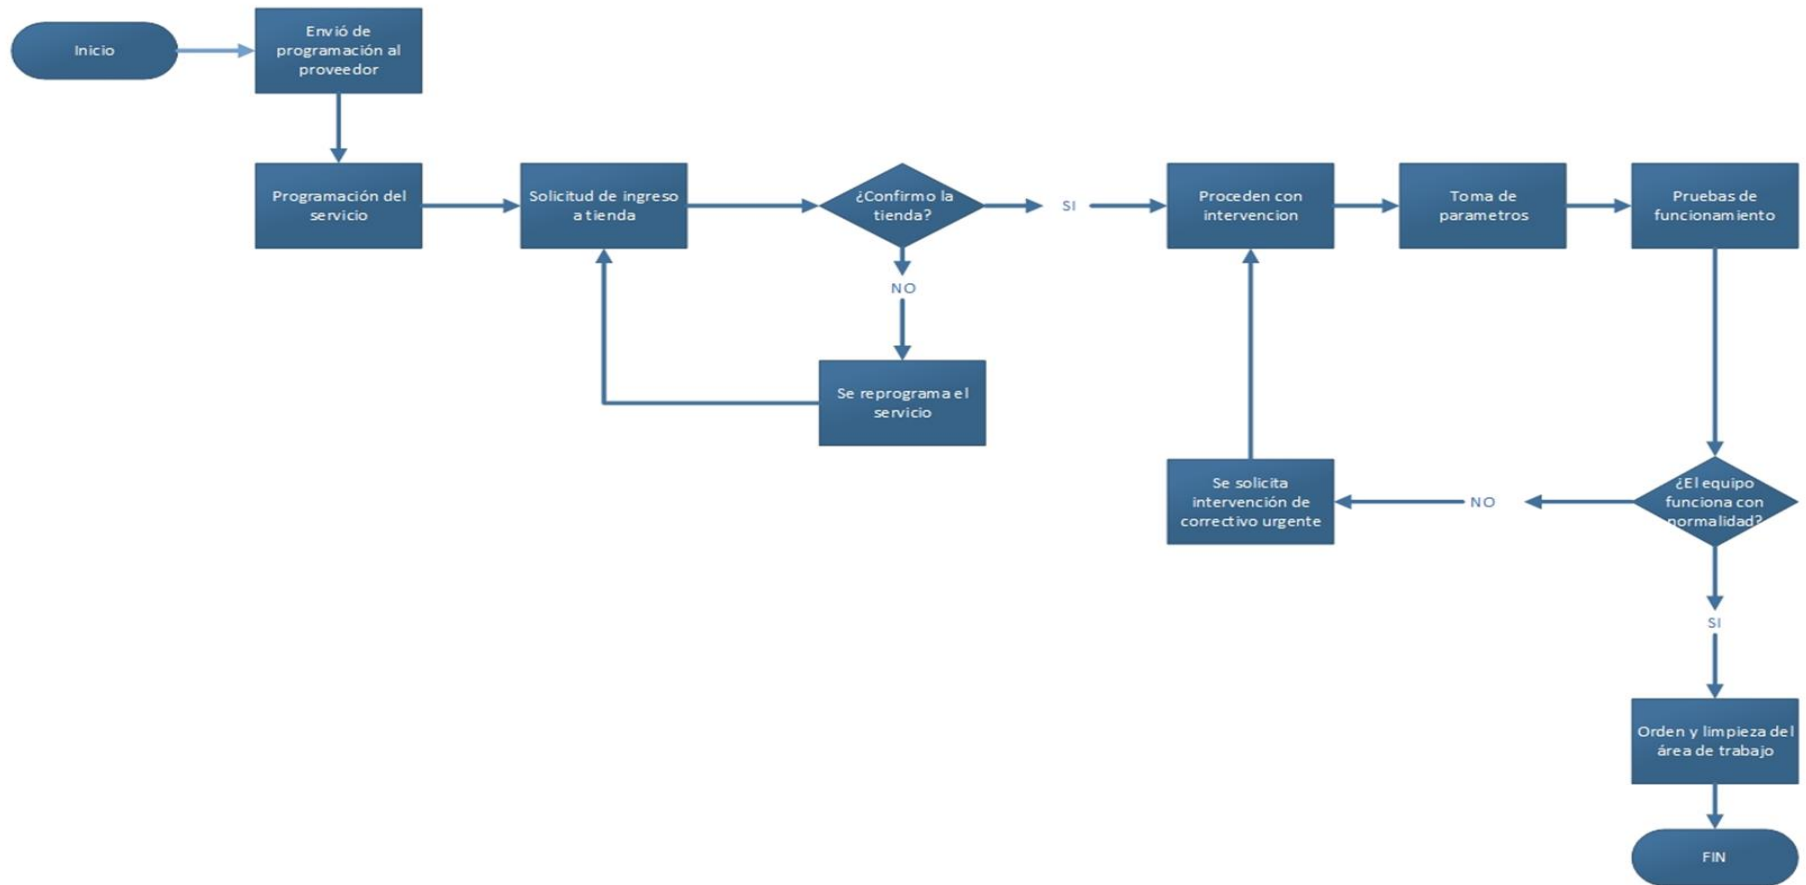 Inicio
Envió de
programación al
proveedor
Programación del
servicio
Solicitud de ingreso
a tienda
¿Confirmo la
tienda?
SI
Proceden con
intervencion
Toma de
parametros
Pruebas de
funcionamiento
NO
Se reprograma el
servicio
¿El equipo
funciona con
normalidad?
NO
Se solicita
intervención de
correctivo urgente
SI
Orden y limpieza del
área de trabajo
FIN